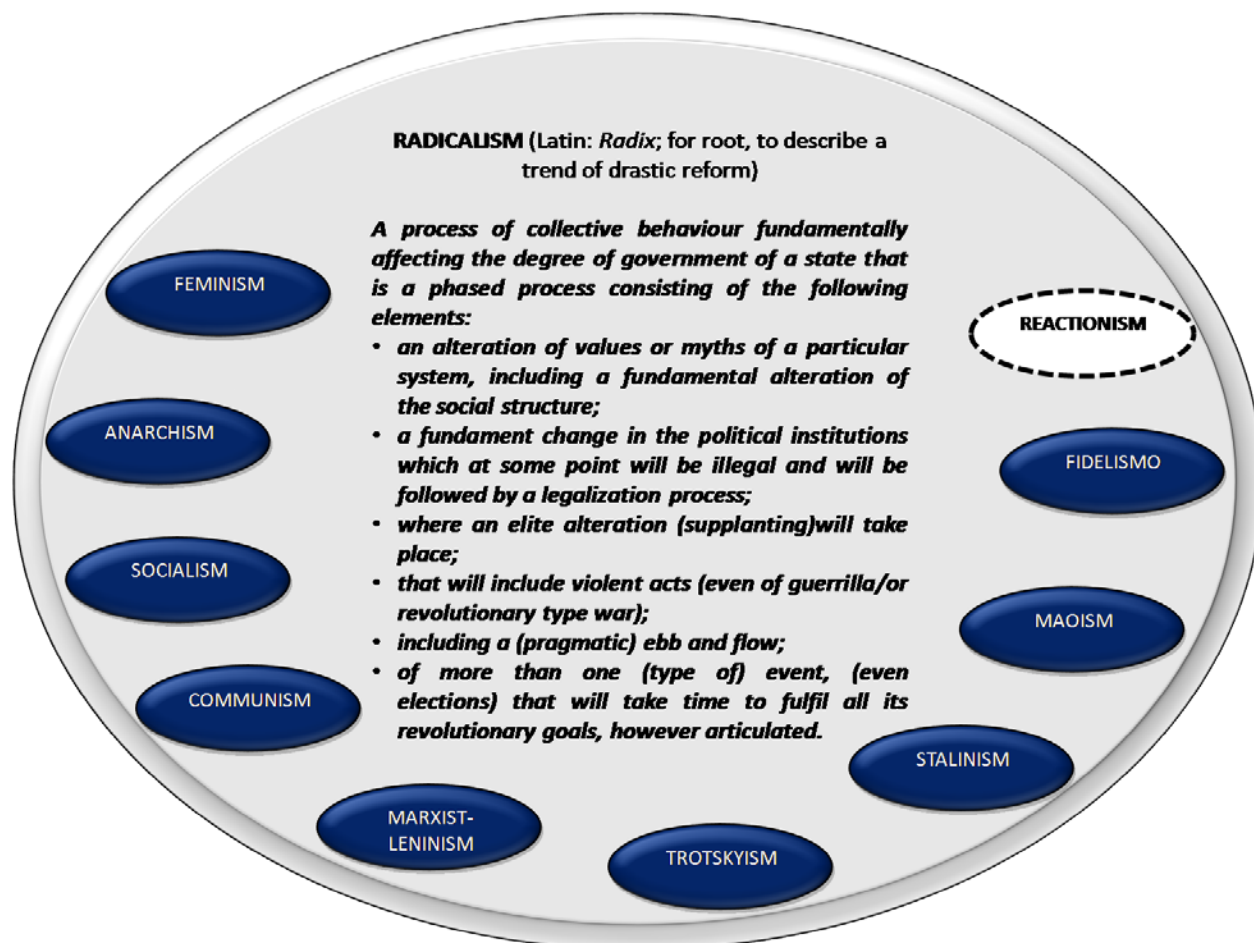 RADICALISM (Latin: Radix; for root, to describe a
trend of drastic reform)
A process of collective behaviour fundamentally
affecting the degree of government of a state that
is a phased process consisting of the following
elements:
• an alteration of values or myths of a particular
system, including a fundamental alteration of
the social structure;
• a fundament change in the political institutions
which at some point will be illegal and will be
followed by a legalization process;
• where an elite alteration (supplanting)will take
place;
• that will include violent acts (even of guerrilla/or
revolutionary type war);
• including a (pragmatic) ebb and flow;
• of more than one (type of) event, (even
elections) that will take time to fulfil all its
revolutionary goals, however articulated.
FEMINISM
ANARCHISM
SOCIALISM
COMMUNISM
MARXIST-
LENINISM
TROTSKYISM
STALINISM
MAOISM
FIDELISMO
REACTIONISM